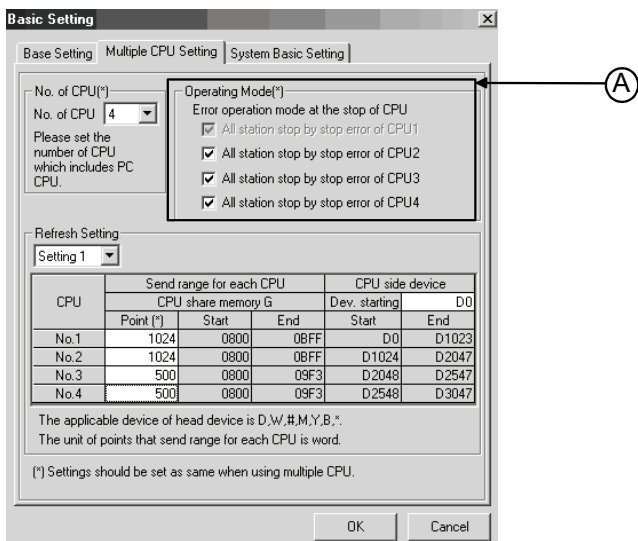 Basic Setting
Base Setting Multiple CPU Setting System Basic Setting
No. of CPU(*)
No. of CPU 4
Please set the
number of CPU
which includes PC
CPU.
Operating Mode(*)
Error operation mode at the stop of CPU
All station stop by stop error of CPU1
All station stop by stop error of CPU2
All station stop by stop error of CPU3
All station stop by stop error of CPU4
A
Refresh Setting
Setting 1
CPU Send range for each CPU CPU side device
CPU share memory G Dev. starting D0
Point (*) Start End Start End
No.1 1024 0800 0BFF D0 D1023
No.2 1024 0800 0BFF D1024 D2047
No.3 500 0800 09F3 D2048 D2547
No.4 500 0800 09F3 D2548 D3047
The applicable device of head device is D,W,#,M,Y,B,*.
The unit of points that send range for each CPU is word.
(*) Settings should be set as same when using multiple CPU.
OK Cancel